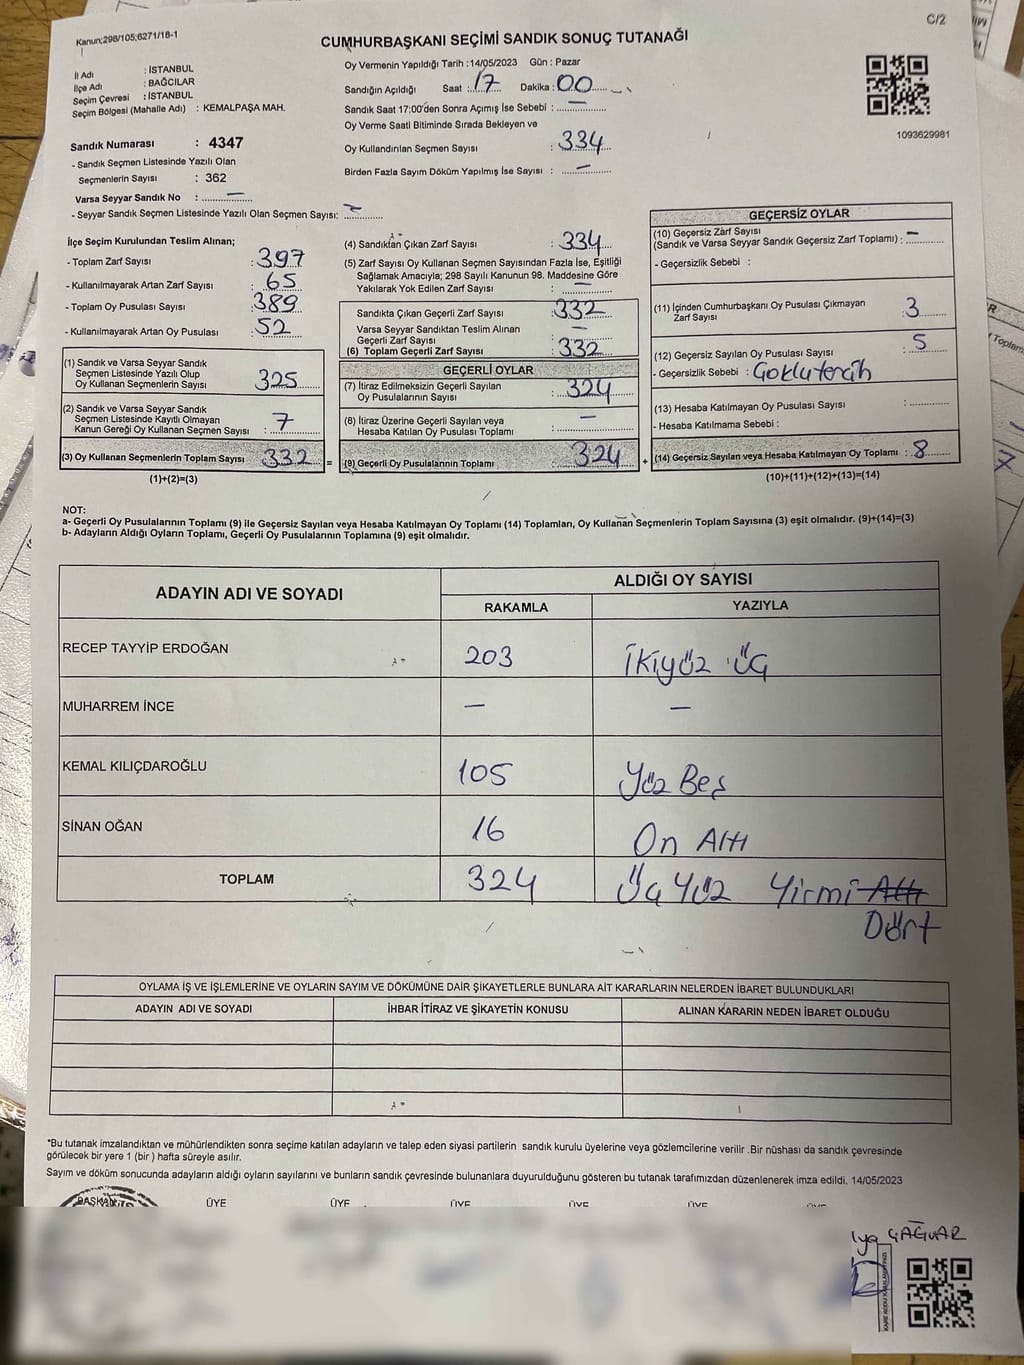 Kanun;298/105;6271/18-1
C/2
CUMHURBAŞKANI SEÇİMİ SANDIK SONUÇ TUTANAĞI
İl Adı : İSTANBUL
İlçe Adı : BAĞCILAR
Seçim Çevresi : İSTANBUL
Seçim Bölgesi (Mahalle Adı) : KEMALPAŞA MAH.
Oy Vermenin Yapıldığı Tarih :14/05/2023 Gün : Pazar
Sandığın Açıldığı Saat : 17 Dakika : 00
Sandık Saat 17:00'den Sonra Açımış İse Sebebi : —
Oy Verme Saati Bitiminde Sırada Bekleyen ve
Oy Kullandırılan Seçmen Sayısı : 334
Birden Fazla Sayım Döküm Yapılmış İse Sayısı : —
1093629981
Sandık Numarası : 4347
- Sandık Seçmen Listesinde Yazılı Olan
Seçmenlerin Sayısı : 362
Varsa Seyyar Sandık No : —
- Seyyar Sandık Seçmen Listesinde Yazılı Olan Seçmen Sayısı:
İlçe Seçim Kurulundan Teslim Alınan;
- Toplam Zarf Sayısı : 397
- Kullanılmayarak Artan Zarf Sayısı : 65
- Toplam Oy Pusulası Sayısı : 389
- Kullanılmayarak Artan Oy Pusulası : 52
(1) Sandık ve Varsa Seyyar Sandık
Seçmen Listesinde Yazılı Olup
Oy Kullanan Seçmenlerin Sayısı : 325
(2) Sandık ve Varsa Seyyar Sandık
Seçmen Listesinde Kayıtlı Olmayan
Kanun Gereği Oy Kullanan Seçmen Sayısı : 7
(3) Oy Kullanan Seçmenlerin Toplam Sayısı : 332 =
(1)+(2)=(3)
(4) Sandıktan Çıkan Zarf Sayısı : 334
(5) Zarf Sayısı Oy Kullanan Seçmen Sayısından Fazla İse, Eşitliği
Sağlamak Amacıyla; 298 Sayılı Kanunun 98. Maddesine Göre
Yakılarak Yok Edilen Zarf Sayısı : —
Sandıkta Çıkan Geçerli Zarf Sayısı : 332
Varsa Seyyar Sandıktan Teslim Alınan
Geçerli Zarf Sayısı : —
(6) Toplam Geçerli Zarf Sayısı : 332
GEÇERLİ OYLAR
(7) İtiraz Edilmeksizin Geçerli Sayılan
Oy Pusulalarının Sayısı : 324
(8) İtiraz Üzerine Geçerli Sayılan veya
Hesaba Katılan Oy Pusulası Toplamı : —
(9) Geçerli Oy Pusulalarının Toplamı : 324 +
GEÇERSİZ OYLAR
(10) Geçersiz Zarf Sayısı
(Sandık ve Varsa Seyyar Sandık Geçersiz Zarf Toplamı) : —
- Geçersizlik Sebebi :
(11) İçinden Cumhurbaşkanı Oy Pusulası Çıkmayan
Zarf Sayısı : 3
(12) Geçersiz Sayılan Oy Pusulası Sayısı : 5
- Geçersizlik Sebebi : Çoklu tercih
(13) Hesaba Katılmayan Oy Pusulası Sayısı :
- Hesaba Katılmama Sebebi :
(14) Geçersiz Sayılan veya Hesaba Katılmayan Oy Toplamı : 8
(10)+(11)+(12)+(13)=(14)
NOT:
a- Geçerli Oy Pusulalarının Toplamı (9) ile Geçersiz Sayılan veya Hesaba Katılmayan Oy Toplamı (14) Toplamları, Oy Kullanan Seçmenlerin Toplam Sayısına (3) eşit olmalıdır. (9)+(14)=(3)
b- Adayların Aldığı Oyların Toplamı, Geçerli Oy Pusulalarının Toplamına (9) eşit olmalıdır.
ADAYIN ADI VE SOYADI ALDIĞI OY SAYISI
RAKAMLA YAZIYLA
RECEP TAYYİP ERDOĞAN 203 İkiyüz üç
MUHARREM İNCE — —
KEMAL KILIÇDAROĞLU 105 Yüz Beş
SİNAN OĞAN 16 On Altı
TOPLAM 324 Üç Yüz Yirmi Altı
Dört
OYLAMA İŞ VE İŞLEMLERİNE VE OYLARIN SAYIM VE DÖKÜMÜNE DAİR ŞİKAYETLERLE BUNLARA AİT KARARLARIN NELERDEN İBARET BULUNDUKLARI
ADAYIN ADI VE SOYADI İHBAR İTİRAZ VE ŞİKAYETİN KONUSU ALINAN KARARIN NEDEN İBARET OLDUĞU
*Bu tutanak imzalandıktan ve mühürlendikten sonra seçime katılan adayların ve talep eden siyasi partilerin sandık kurulu üyelerine veya gözlemcilerine verilir .Bir nüshası da sandık çevresinde
görülecek bir yere 1 (bir ) hafta süreyle asılır.
Sayım ve döküm sonucunda adayların aldığı oyların sayılarını ve bunların sandık çevresinde bulunanlara duyurulduğunu gösteren bu tutanak tarafımızdan düzenlenerek imza edildi. 14/05/2023
BAŞKAN ÜYE ÜYE ÜYE ÜYE ÜYE